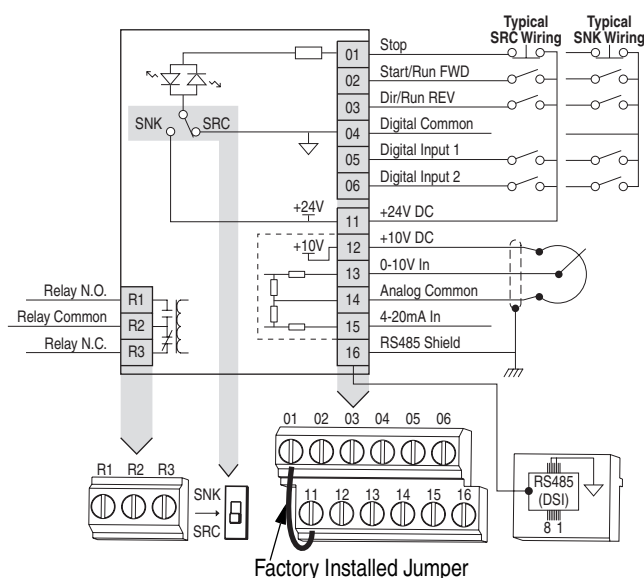 Typical SRC Wiring
Typical SNK Wiring
01 Stop
02 Start/Run FWD
03 Dir/Run REV
04 Digital Common
05 Digital Input 1
06 Digital Input 2
SNK SRC
+24V 11 +24V DC
+10V 12 +10V DC
13 0-10V In
14 Analog Common
15 4-20mA In
16 RS485 Shield
Relay N.O. R1
Relay Common R2
Relay N.C. R3
01 02 03 04 05 06
R1 R2 R3
SNK
SRC
11 12 13 14 15 16
RS485
(DSI)
8 1
Factory Installed Jumper